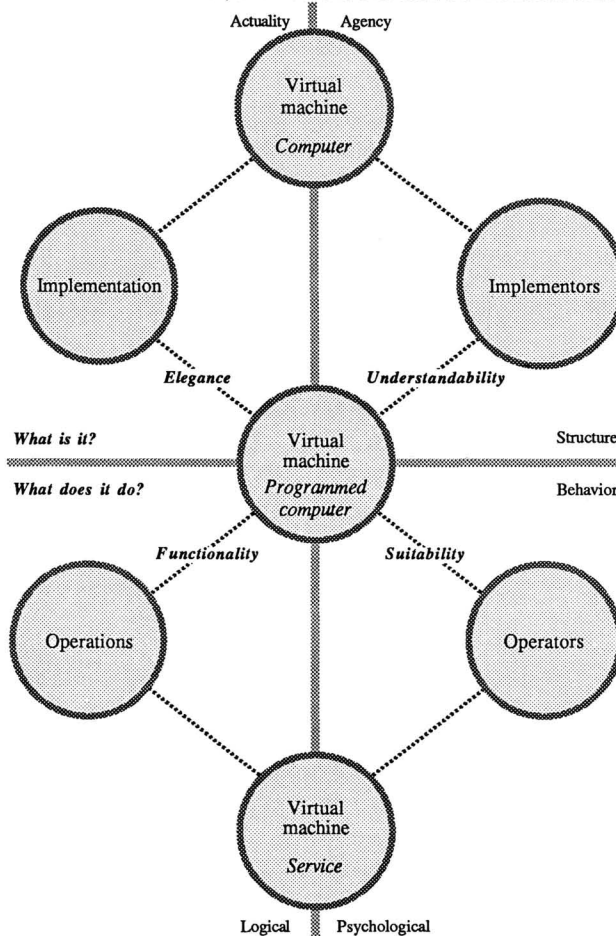 Actuality Agency
Virtual
machine
Computer
Implementation
Implementors
Elegance Understandability
What is it?
Structure
Virtual
machine
Programmed
computer
What does it do?
Behavior
Functionality Suitability
Operations
Operators
Virtual
machine
Service
Logical Psychological